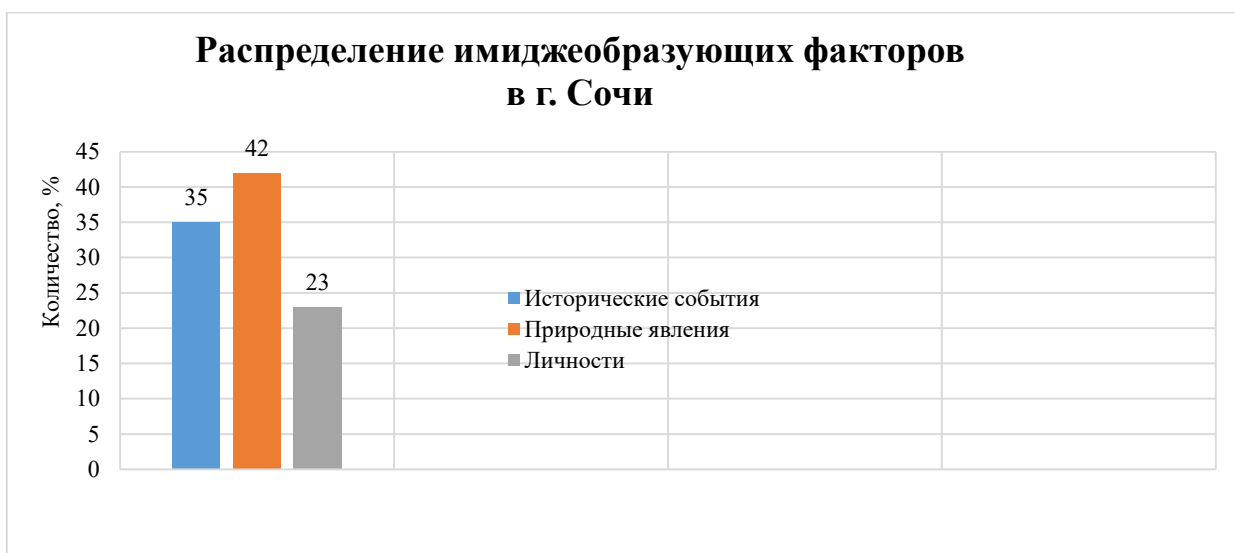 Распределение имиджеобразующих факторов
в г. Сочи
Количество, %
45
40
35
30
25
20
15
10
5
0
35
42
23
Исторические события
Природные явления
Личности